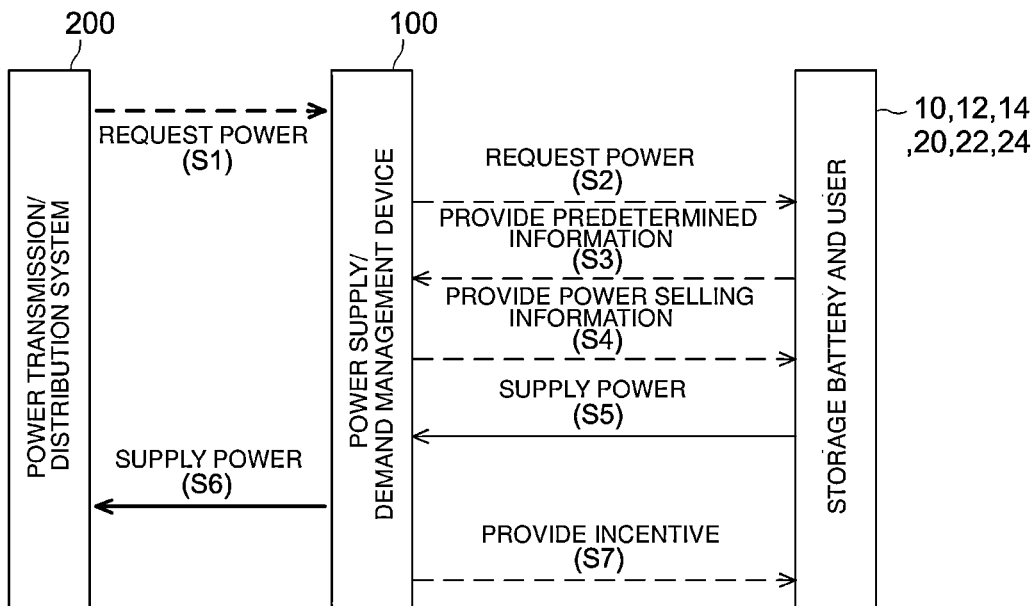 200
100
10,12,14
,20,22,24
REQUEST POWER
(S1)
REQUEST POWER
(S2)
PROVIDE PREDETERMINED
INFORMATION
(S3)
PROVIDE POWER SELLING
INFORMATION
(S4)
SUPPLY POWER
(S5)
SUPPLY POWER
(S6)
PROVIDE INCENTIVE
(S7)
POWER TRANSMISSION/
DISTRIBUTION SYSTEM
POWER SUPPLY/
DEMAND MANAGEMENT DEVICE
STORAGE BATTERY AND USER